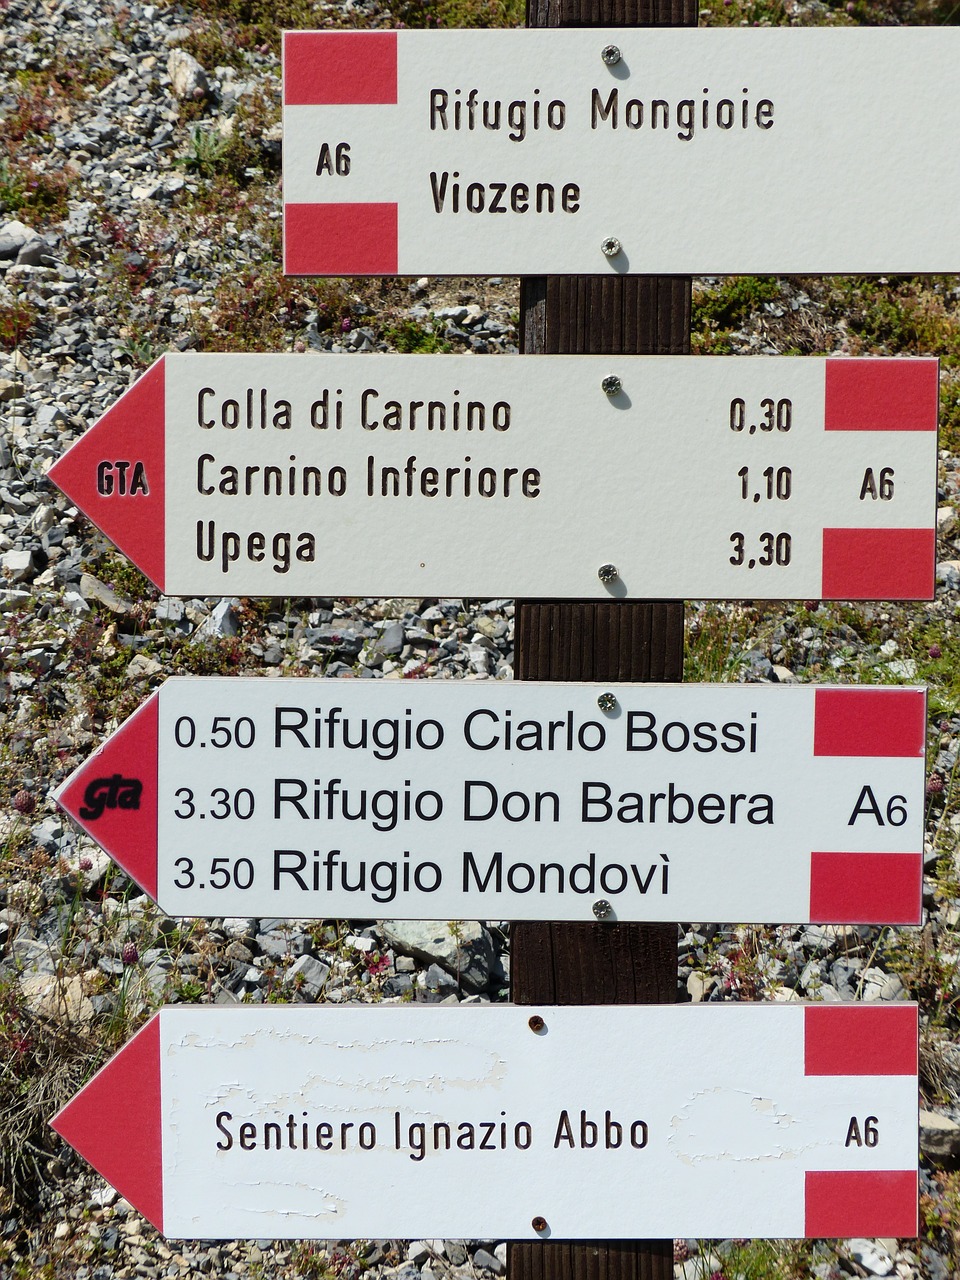 Rifugio Mongioie
A6
Viozene
Colla di Carnino 0,30
GTA Carnino Inferiore 1,10 A6
Upega 3,30
0.50 Rifugio Ciarlo Bossi
gta 3.30 Rifugio Don Barbera A6
3.50 Rifugio Mondovì
Sentiero Ignazio Abbo A6